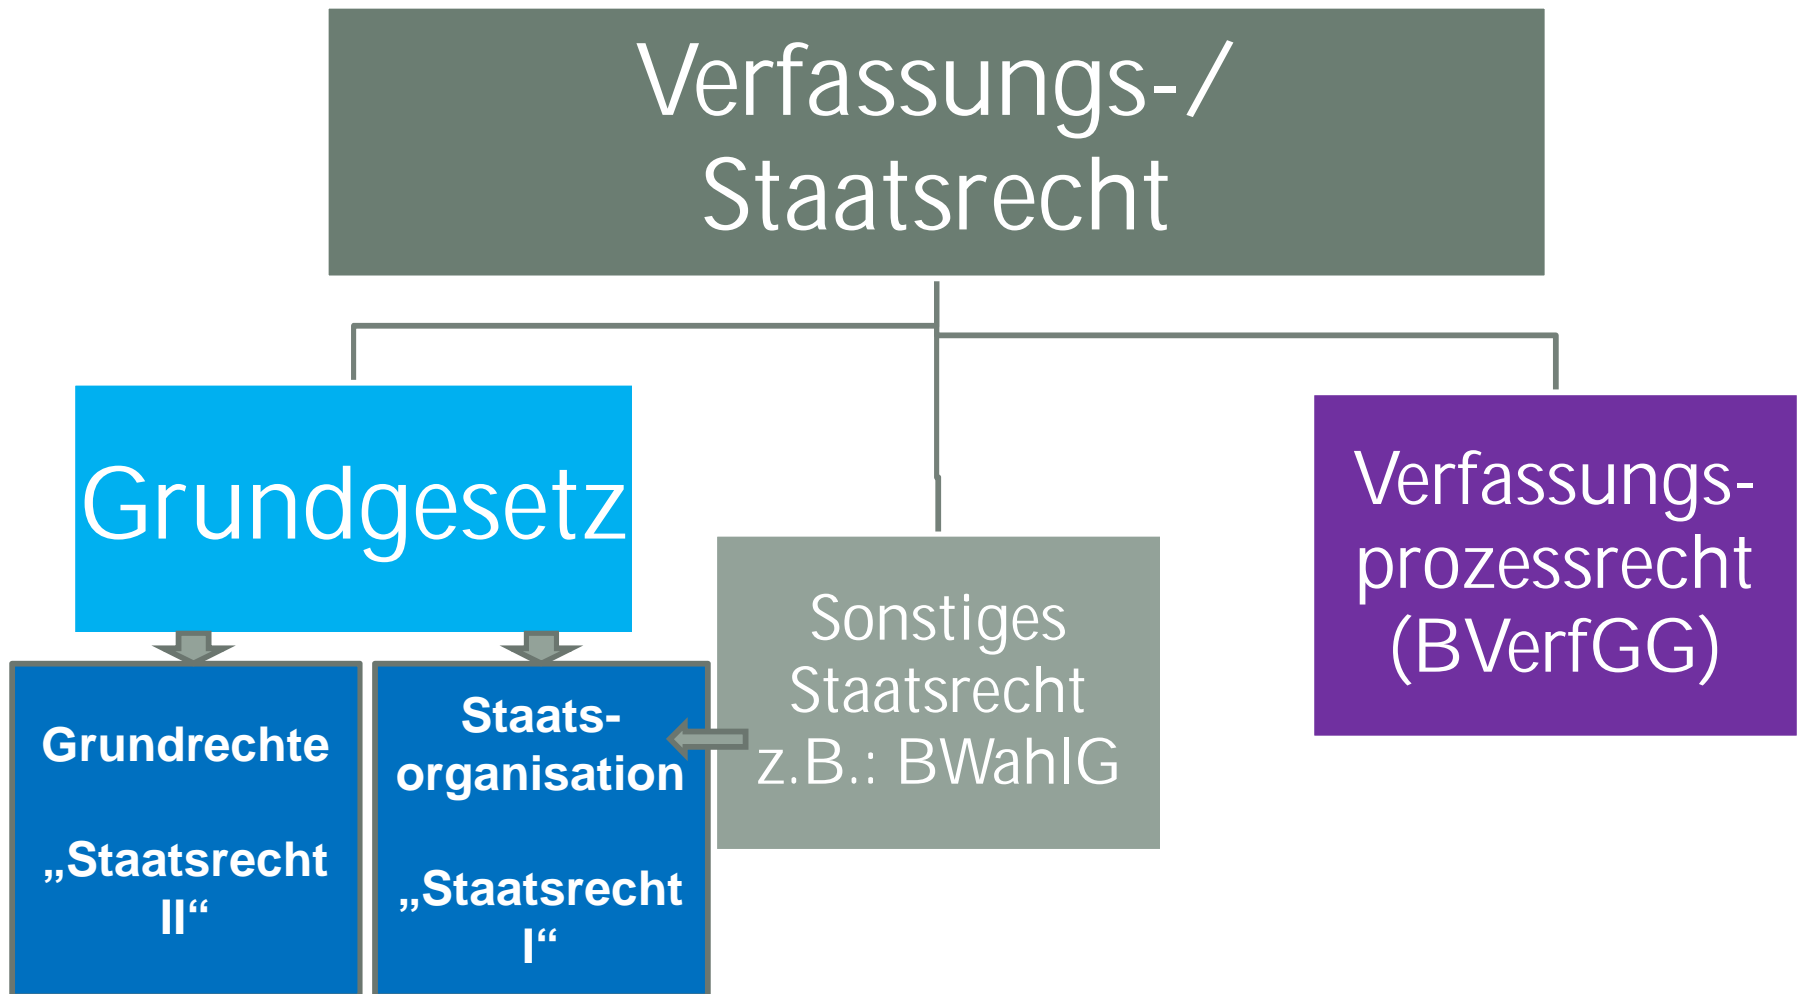 Verfassungs-/
Staatsrecht
Grundgesetz
Verfassungs-
prozessrecht
(BVerfGG)
Sonstiges
Staatsrecht
z.B.: BWahlG
Grundrechte
„Staatsrecht
II“
Staats-
organisation
„Staatsrecht
I“